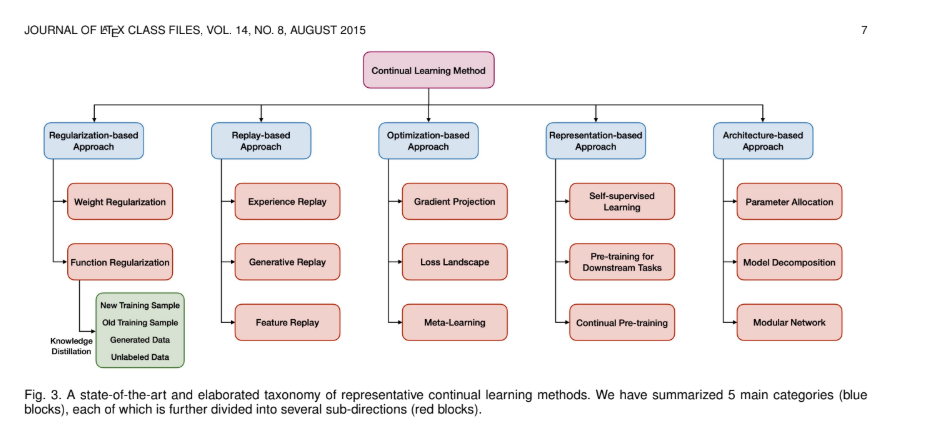 JOURNAL OF LATEX CLASS FILES, VOL. 14, NO. 8, AUGUST 2015
7
Continual Learning Method
Regularization-based
Approach
Replay-based
Approach
Optimization-based
Approach
Representation-based
Approach
Architecture-based
Approach
Weight Regularization
Experience Replay
Gradient Projection
Self-supervised
Learning
Parameter Allocation
Function Regularization
Generative Replay
Loss Landscape
Pre-training for
Downstream Tasks
Model Decomposition
New Training Sample
Old Training Sample
Generated Data
Unlabeled Data
Knowledge
Distillation
Feature Replay
Meta-Learning
Continual Pre-training
Modular Network
Fig. 3. A state-of-the-art and elaborated taxonomy of representative continual learning methods. We have summarized 5 main categories (blue
blocks), each of which is further divided into several sub-directions (red blocks).